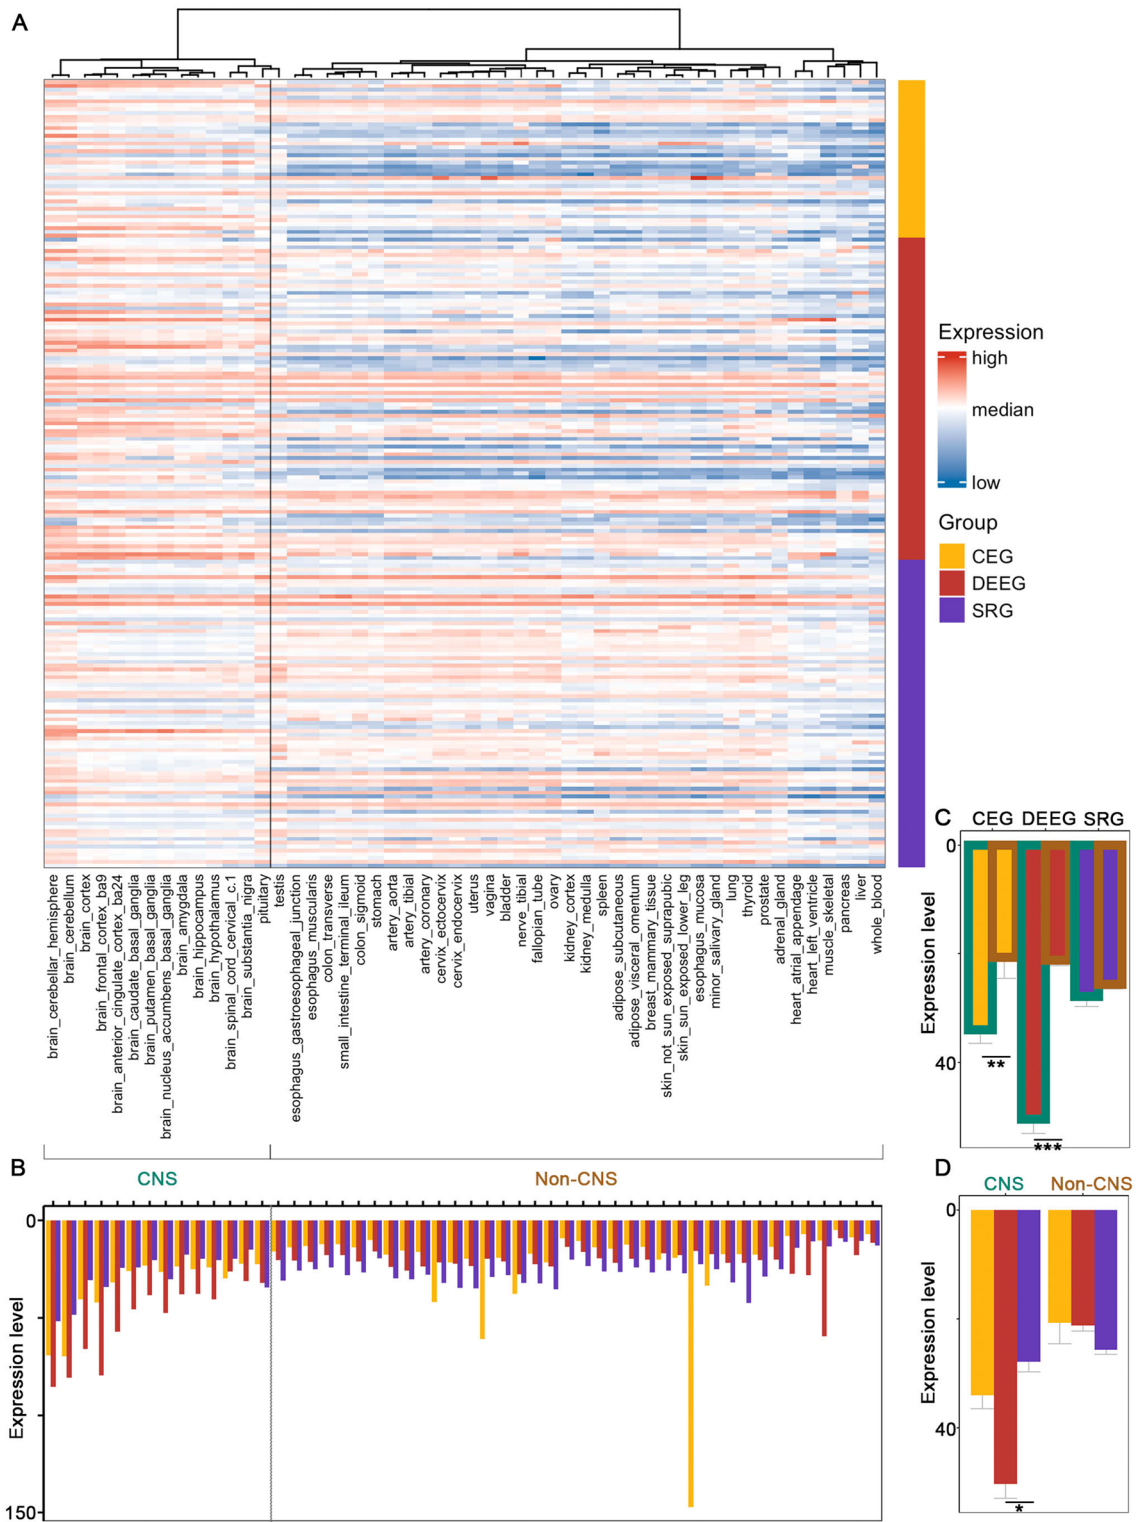 A
Expression
high
median
low
Group
CEG
DEEG
SRG
brain_cerebellar_hemisphere
brain_cerebellum
brain_cortex
brain_frontal_cortex_ba9
brain_anterior_cingulate_cortex_ba24
brain_caudate_basal_ganglia
brain_putamen_basal_ganglia
brain_nucleus_accumbens_basal_ganglia
brain_amygdala
brain_hippocampus
brain_hypothalamus
brain_spinal_cord_cervical_c.1
brain_substantia_nigra
pituitary
testis
esophagus_gastroesophageal_junction
esophagus_muscularis
colon_transverse
small_intestine_terminal_ileum
colon_sigmoid
stomach
artery_aorta
artery_tibial
artery_coronary
cervix_ectocervix
cervix_endocervix
uterus
vagina
bladder
nerve_tibial
fallopian_tube
ovary
kidney_cortex
kidney_medulla
spleen
adipose_subcutaneous
adipose_visceral_omentum
breast_mammary_tissue
skin_not_sun_exposed_suprapubic
skin_sun_exposed_lower_leg
esophagus_mucosa
minor_salivary_gland
lung
thyroid
prostate
adrenal_gland
heart_atrial_appendage
heart_left_ventricle
muscle_skeletal
pancreas
liver
whole_blood
C
CEG DEEG SRG
Expression level
0
40
**
***
B
CNS
Non-CNS
Expression level
0
150
D
CNS Non-CNS
Expression level
0
40
*